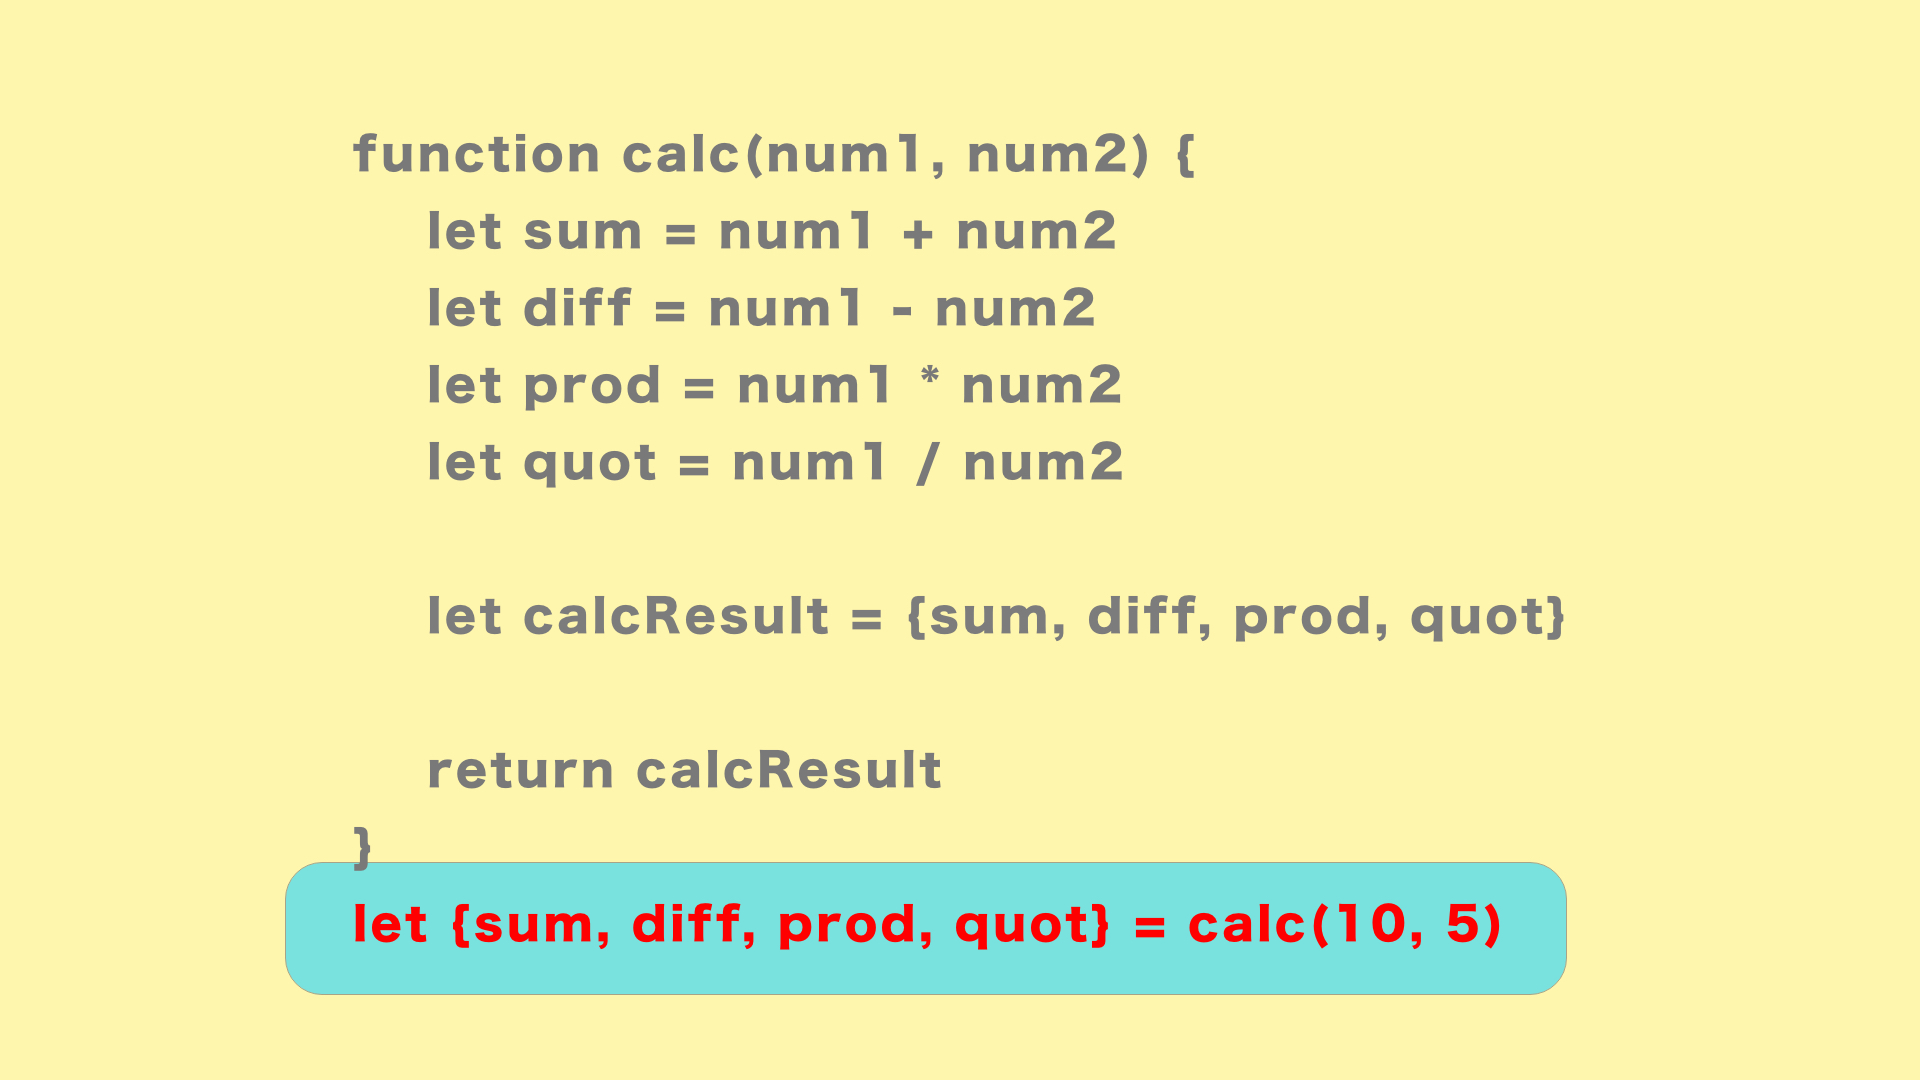 function calc(num1, num2) {
let sum = num1 + num2
let diff = num1 - num2
let prod = num1 * num2
let quot = num1 / num2
let calcResult = {sum, diff, prod, quot}
return calcResult
}
let {sum, diff, prod, quot} = calc(10, 5)